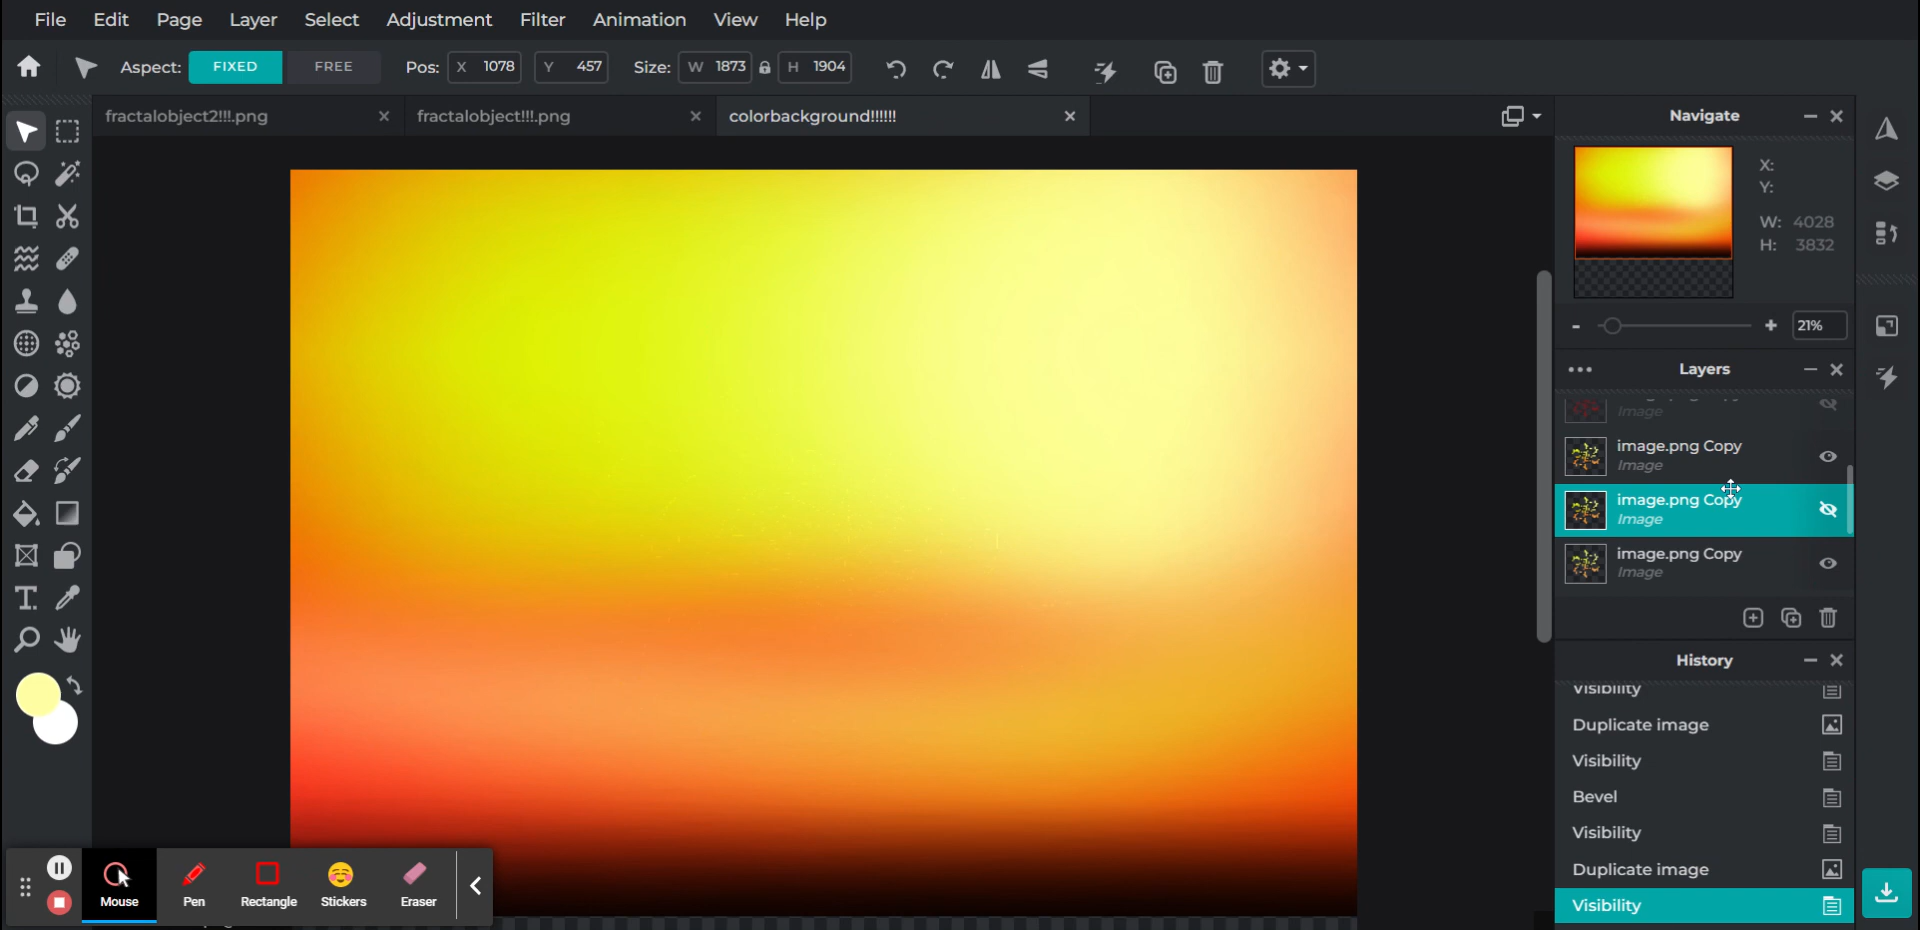 File Edit Page Layer Select Adjustment Filter Animation View Help
Aspect: FIXED FREE Pos: X 1078 Y 457 Size: W 1873 H 1904
fractalobject2!!!.png fractalobject!!!.png colorbackground!!!!!!
Navigate
X:
Y:
W: 4028
H: 3832
21%
Layers
Image
image.png Copy
Image
image.png Copy
Image
image.png Copy
Image
T
History
Visibility
Duplicate image
Visibility
Bevel
Visibility
Duplicate image
Visibility
Mouse Pen Rectangle Stickers Eraser